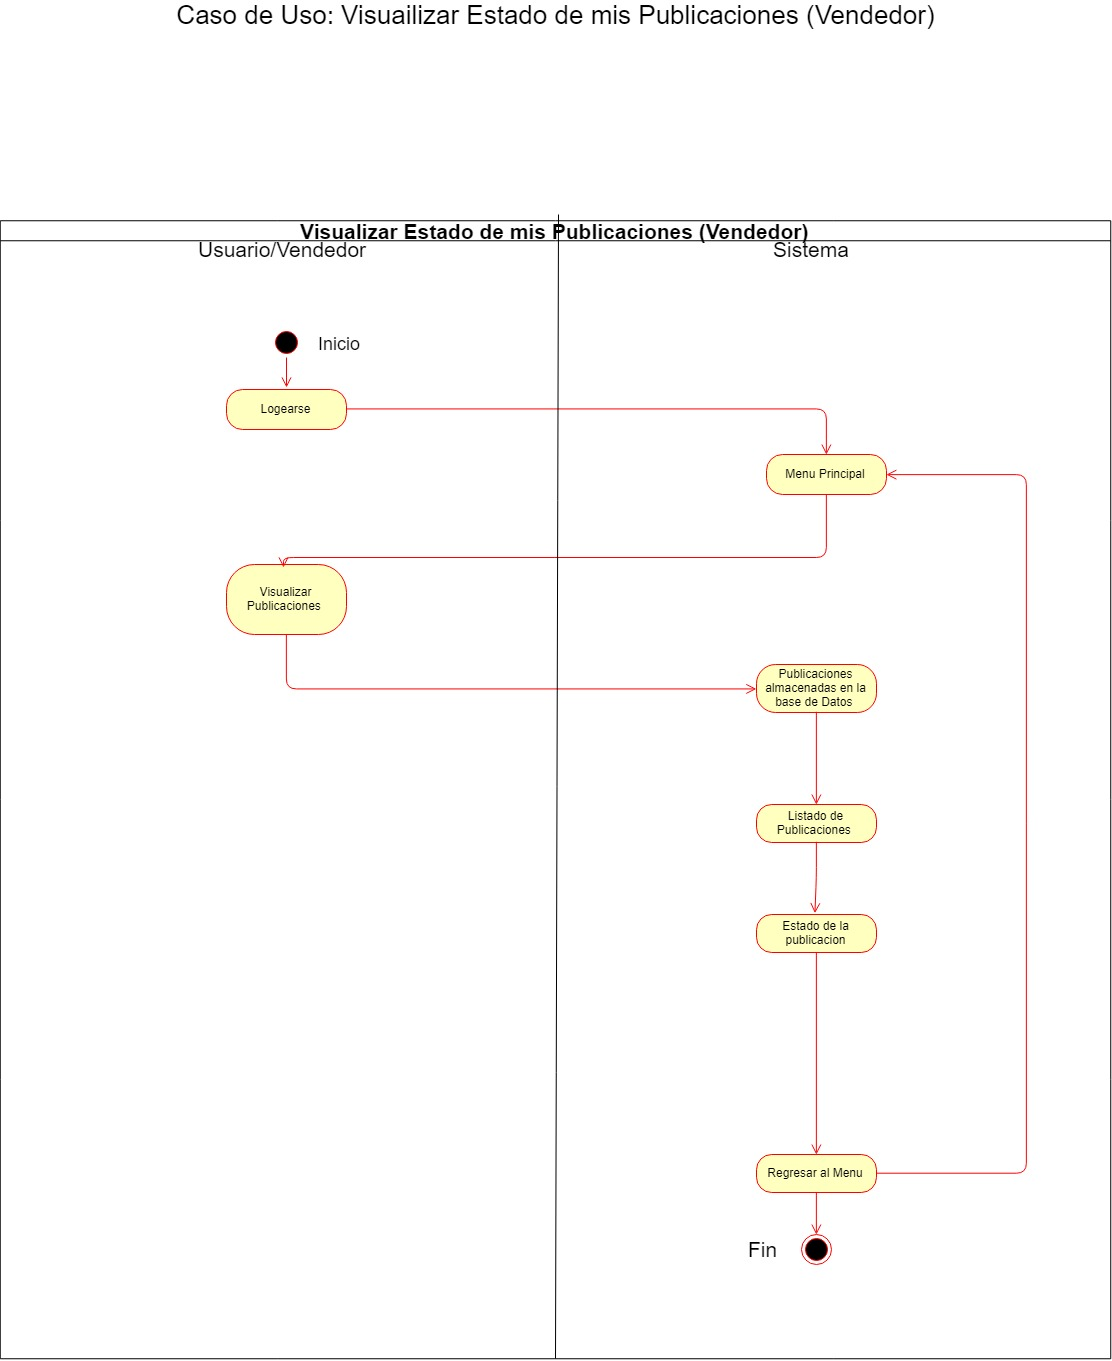 Caso de Uso: Visuailizar Estado de mis Publicaciones (Vendedor)
Visualizar Estado de mis Publicaciones (Vendedor)
Usuario/Vendedor
Sistema
Inicio
Logearse
Menu Principal
Visualizar
Publicaciones
Publicaciones
almacenadas en la
base de Datos
Listado de
Publicaciones
Estado de la
publicacion
Regresar al Menu
Fin